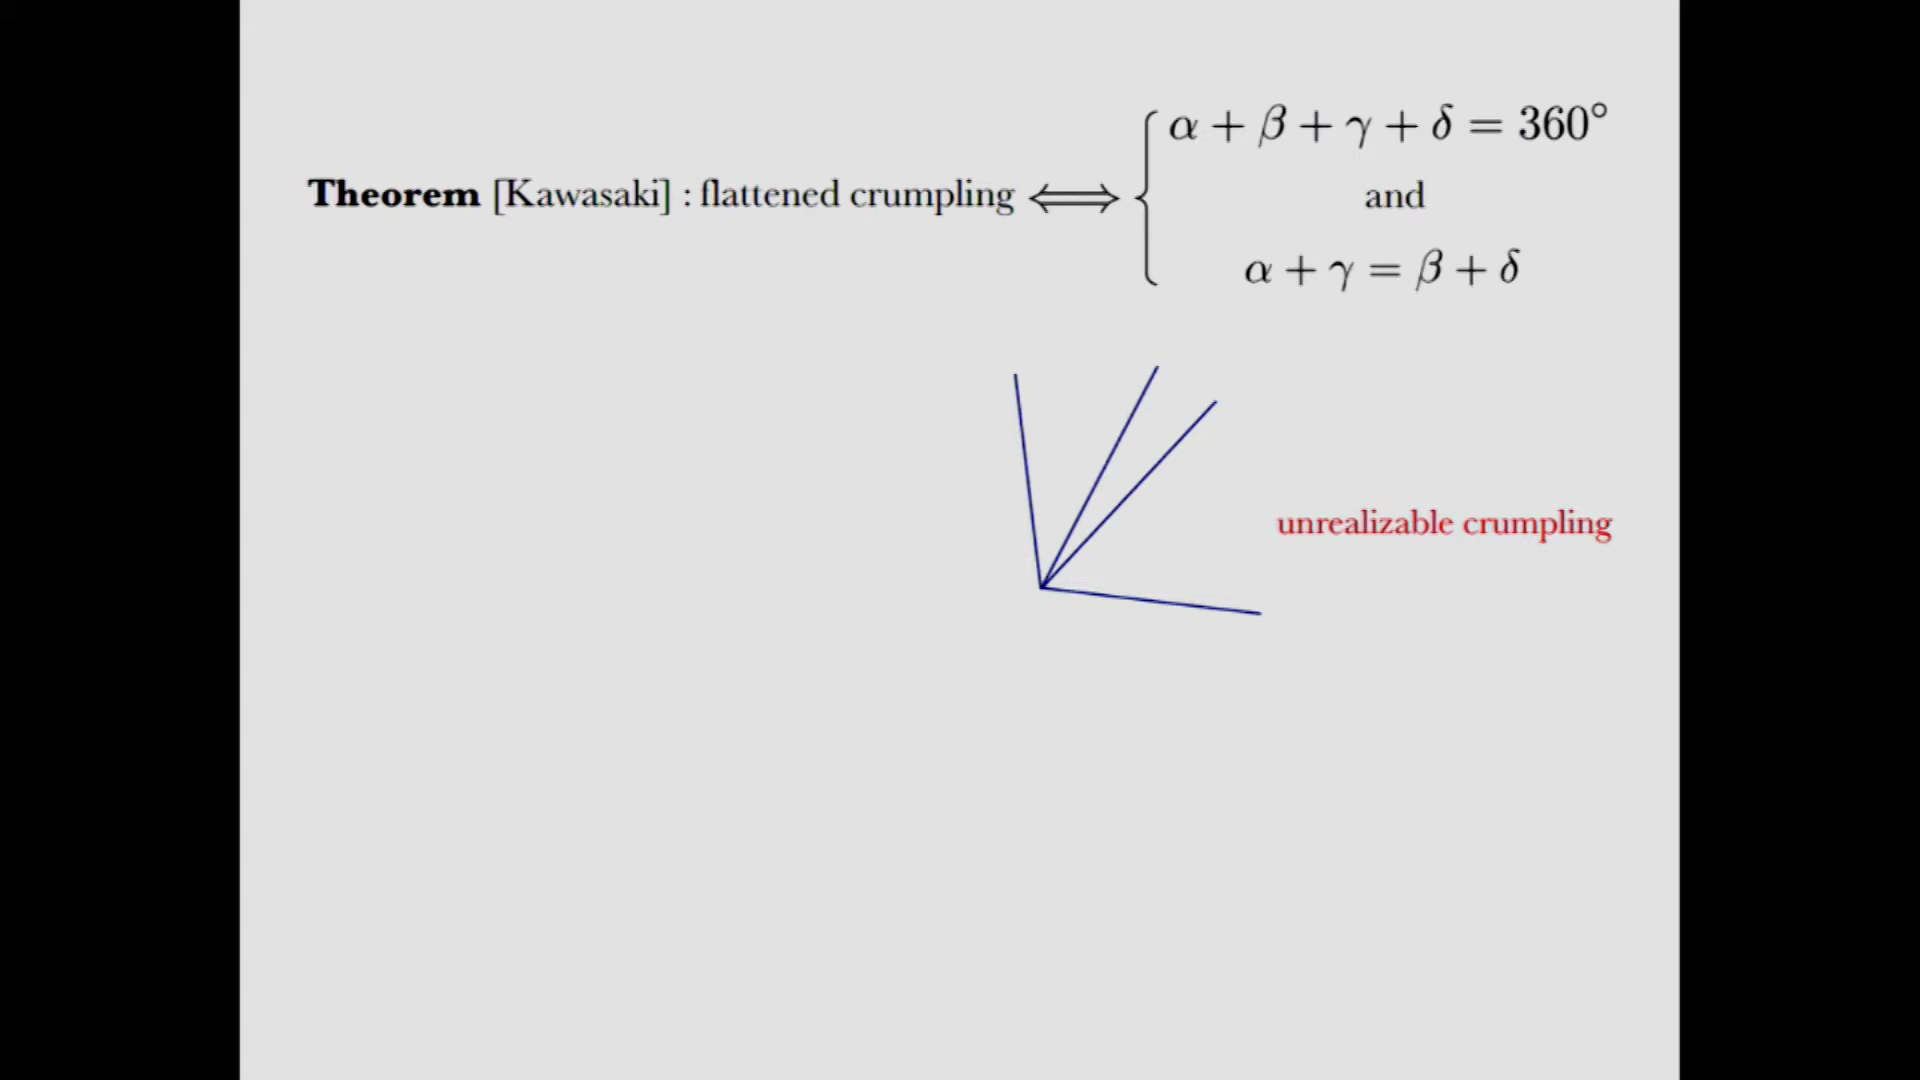 α + β + γ + δ = 360°
Theorem [Kawasaki] : flattened crumpling ⟺ { and
α + γ = β + δ
unrealizable crumpling